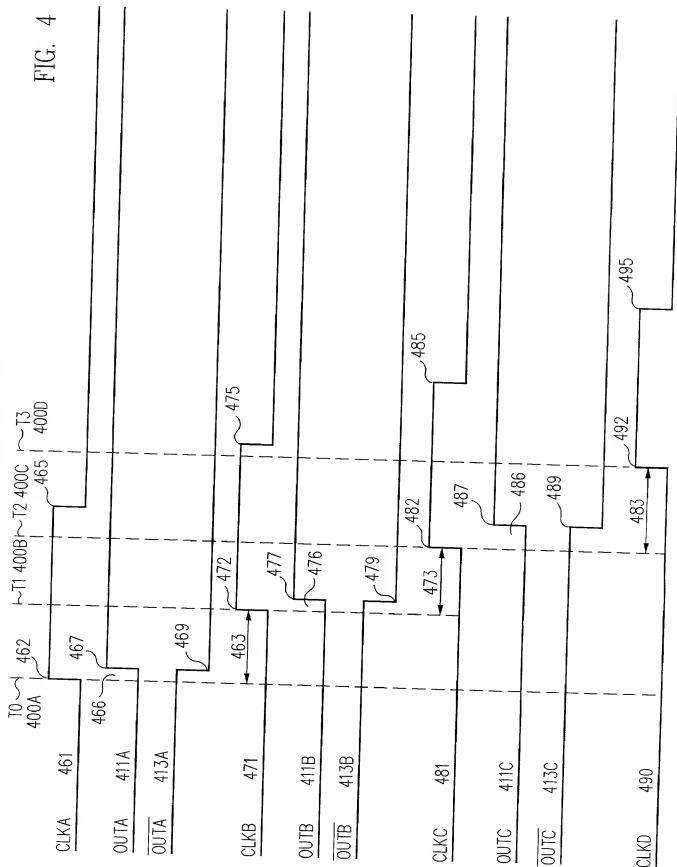 FIG. 4
T0 T1 400B T2 400C T3
400A 400D
CLKA 461 462 465
OUTA 411A 466 467
OUTA 413A 469
CLKB 471 463 472 475
OUTB 411B 477 476
OUTB 413B 479
CLKC 481 473 482 485
OUTC 411C 487 486
OUTC 413C 489
CLKD 490 483 492 495